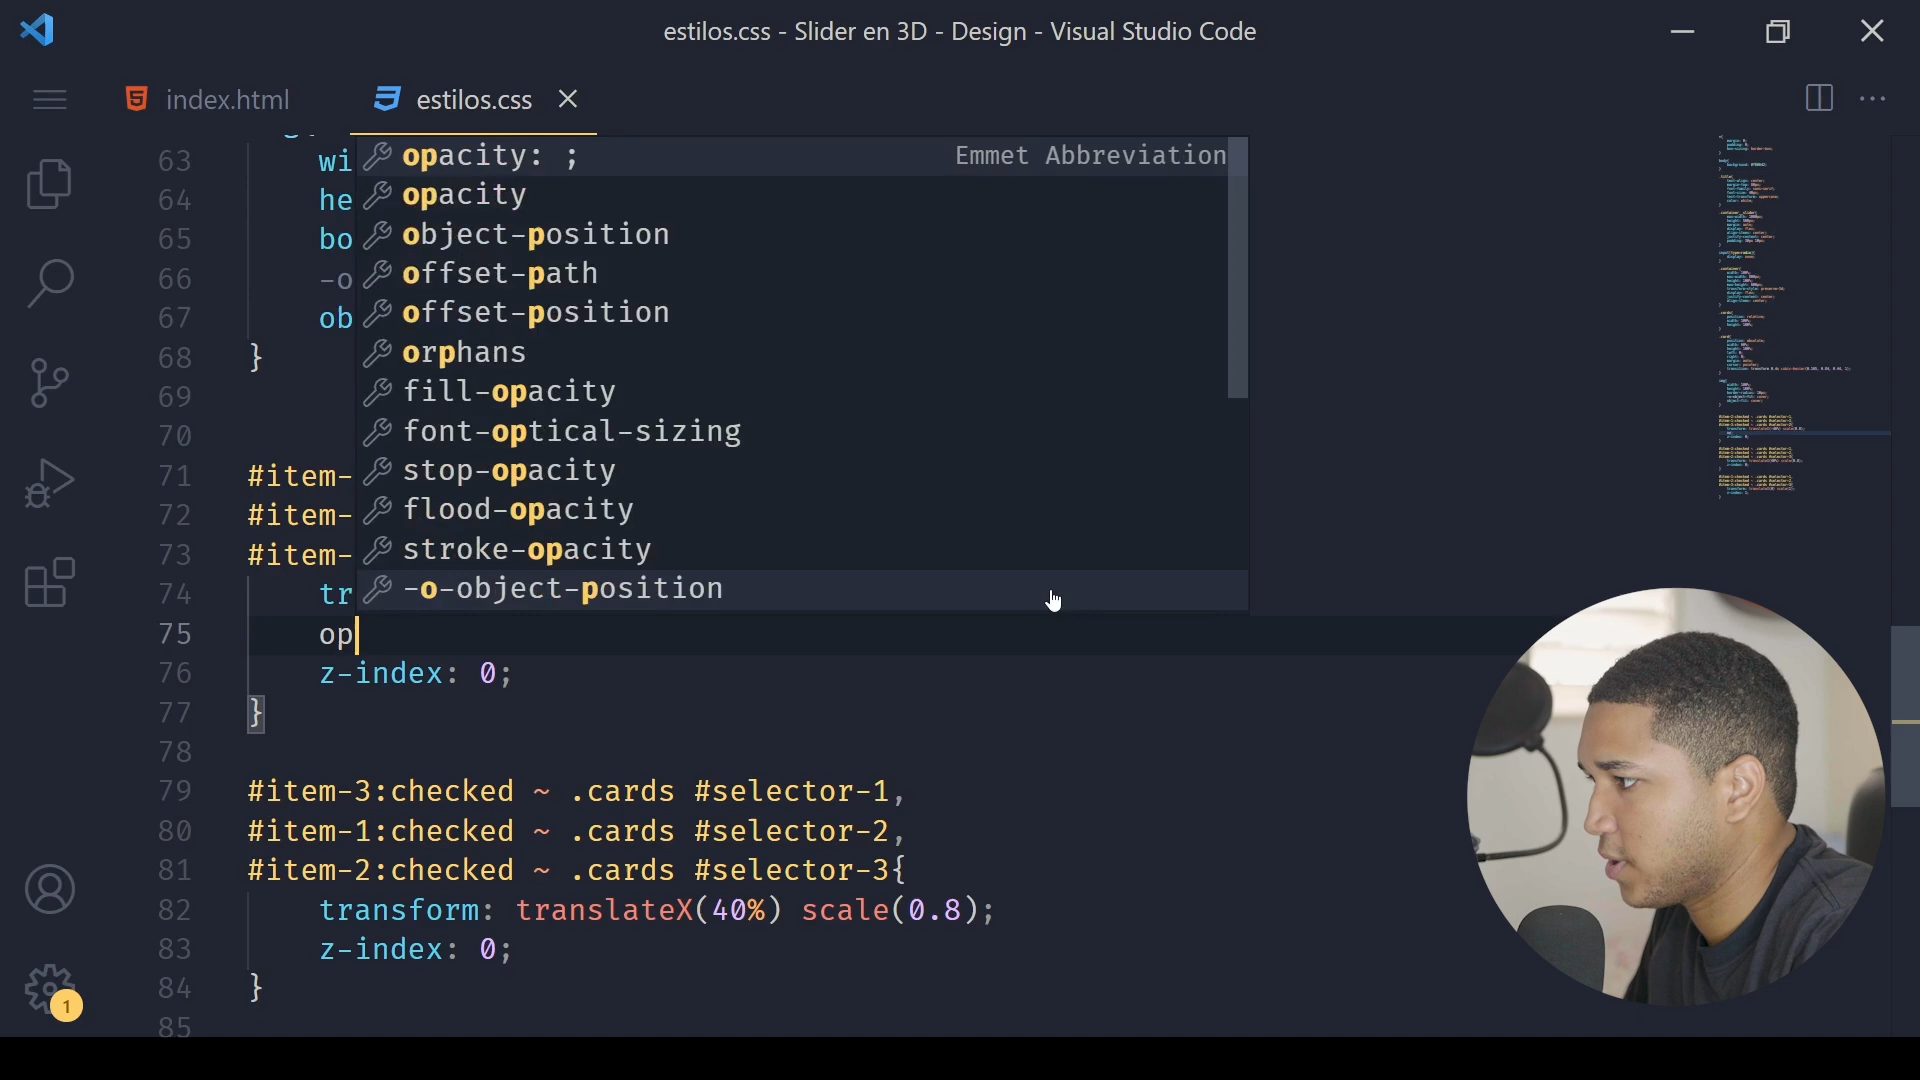 estilos.css - Slider en 3D - Design - Visual Studio Code
index.html
estilos.css
63 wi
64 he
65 bo
66 -o
67 ob
68 }
69
70
71 #item-
72 #item-
73 #item-
74 tr
opacity: ; Emmet Abbreviation
opacity
object-position
offset-path
offset-position
orphans
fill-opacity
font-optical-sizing
stop-opacity
flood-opacity
stroke-opacity
-o-object-position
75 op
76 z-index: 0;
77 }
78
79 #item-3:checked ~ .cards #selector-1,
80 #item-1:checked ~ .cards #selector-2,
81 #item-2:checked ~ .cards #selector-3{
82 transform: translateX(40%) scale(0.8);
83 z-index: 0;
84 }
85
1